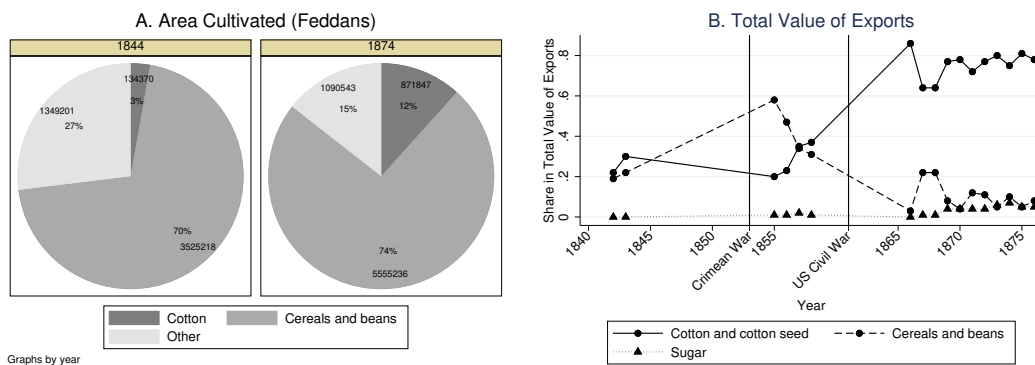 A. Area Cultivated (Feddans)
1844
1874
134370
3%
1349201
27%
70%
3525218
871847
12%
1090543
15%
74%
5555236
Cotton
Cereals and beans
Other
Graphs by year
B. Total Value of Exports
Share in Total Value of Exports
.8
.6
.4
.2
0
1840
1845
1850
Crimean War
1855
US Civil War
1865
1870
1875
Year
Cotton and cotton seed
Cereals and beans
Sugar